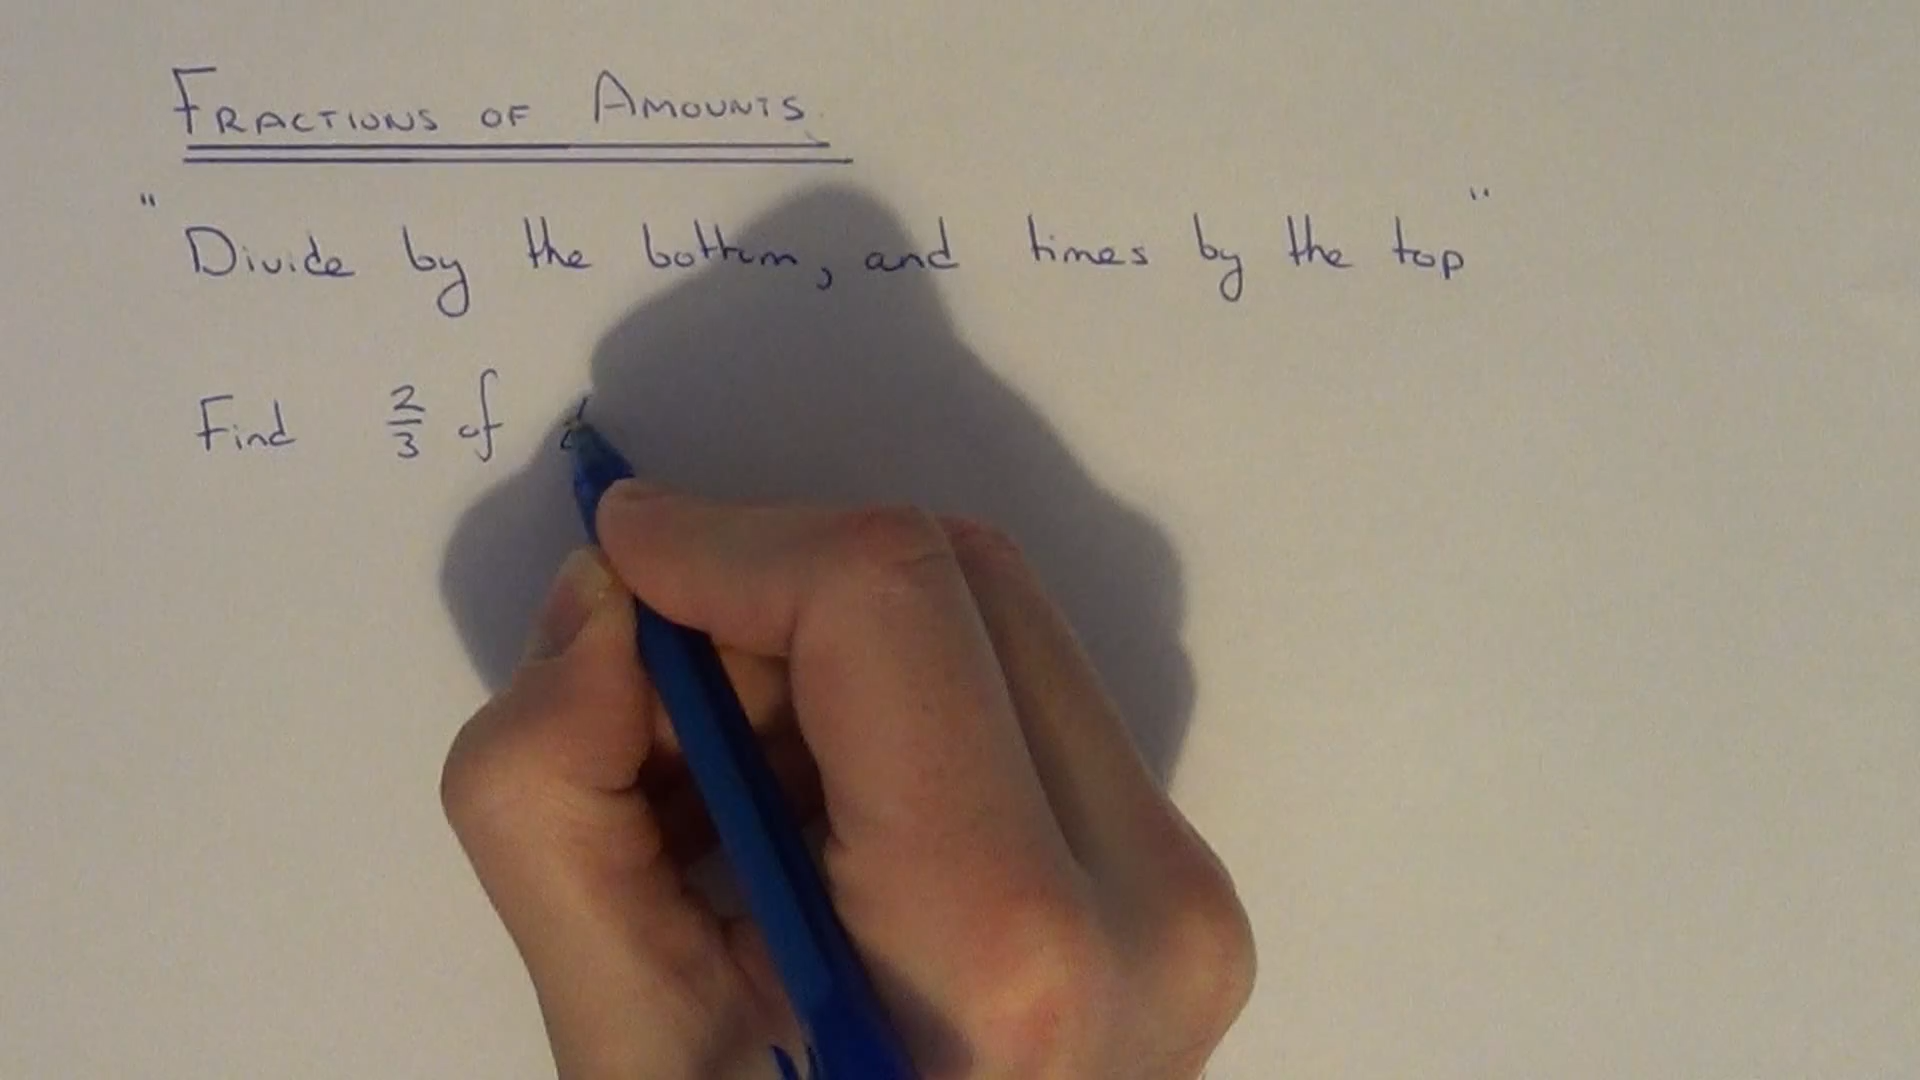 FRACTIONS OF AMOUNTS
"Divide by the bottom, and times by the top"
Find 2/3 of